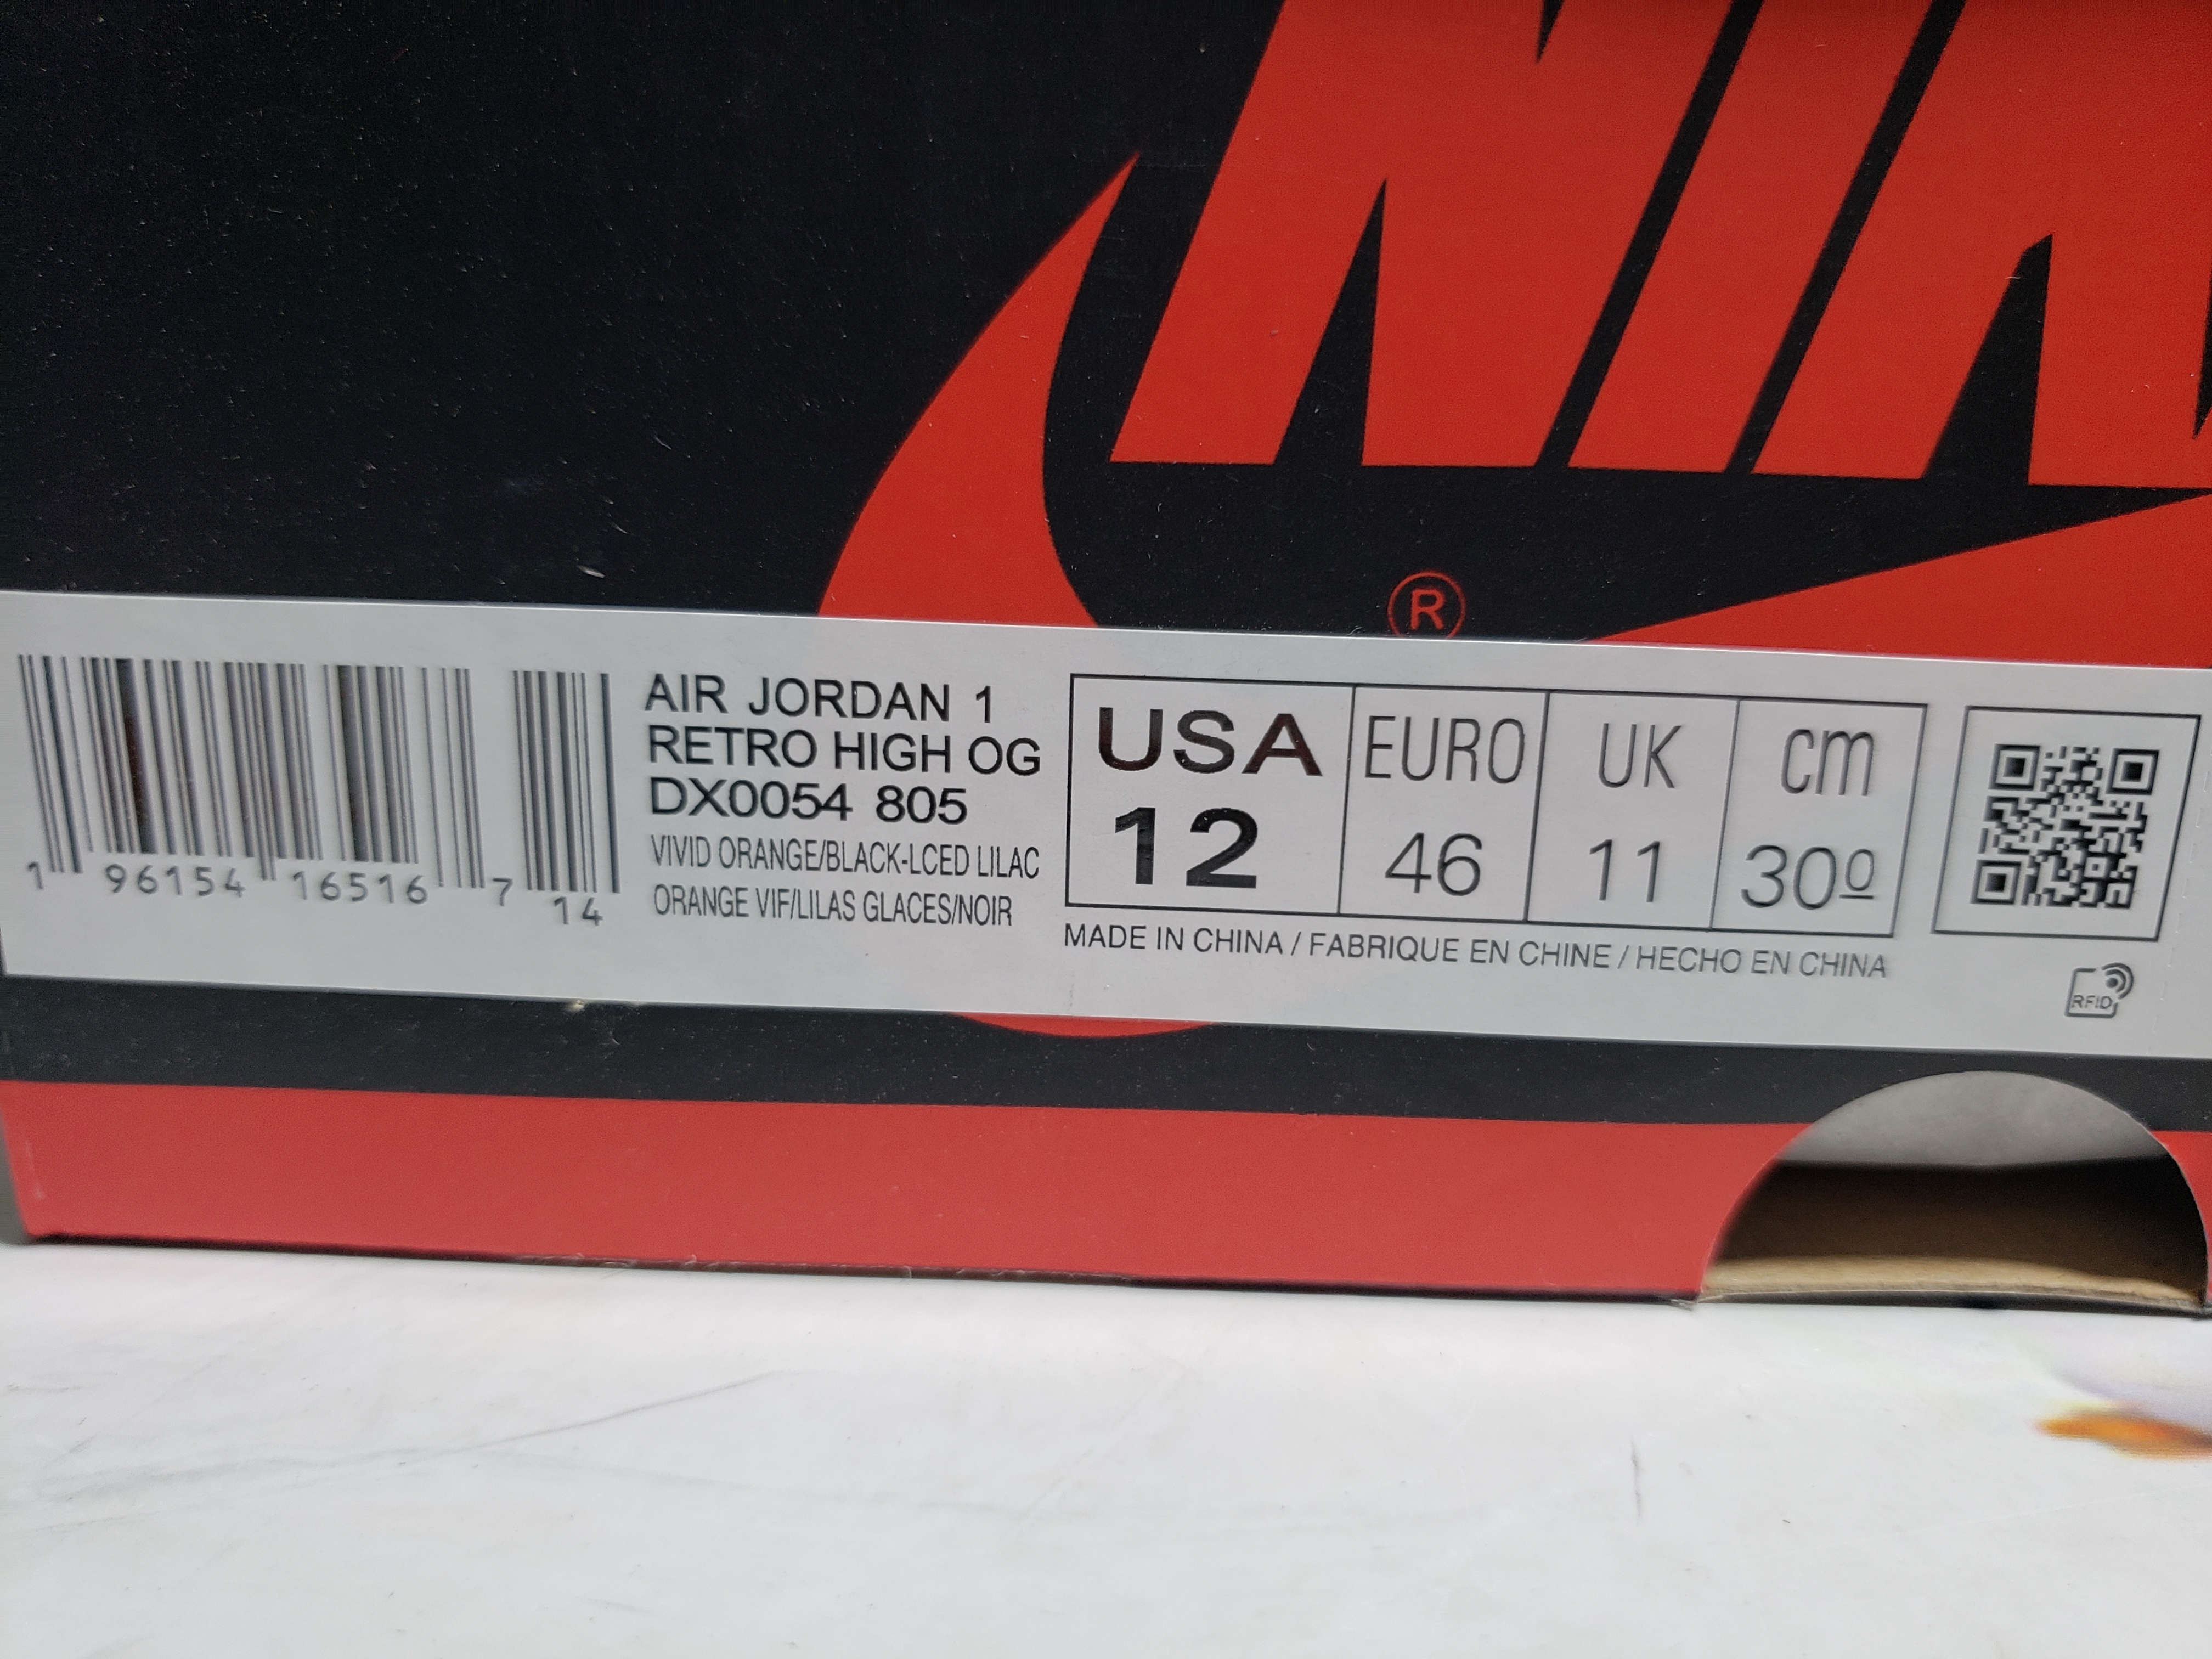 NIK
®
AIR JORDAN 1
RETRO HIGH OG
DX0054 805
VIVID ORANGE/BLACK-LCED LILAC
ORANGE VIF/LILAS GLACES/NOIR
1 96154 16516 7 14
USA EURO UK cm
12 46 11 30º
MADE IN CHINA / FABRIQUE EN CHINE / HECHO EN CHINA
RFID